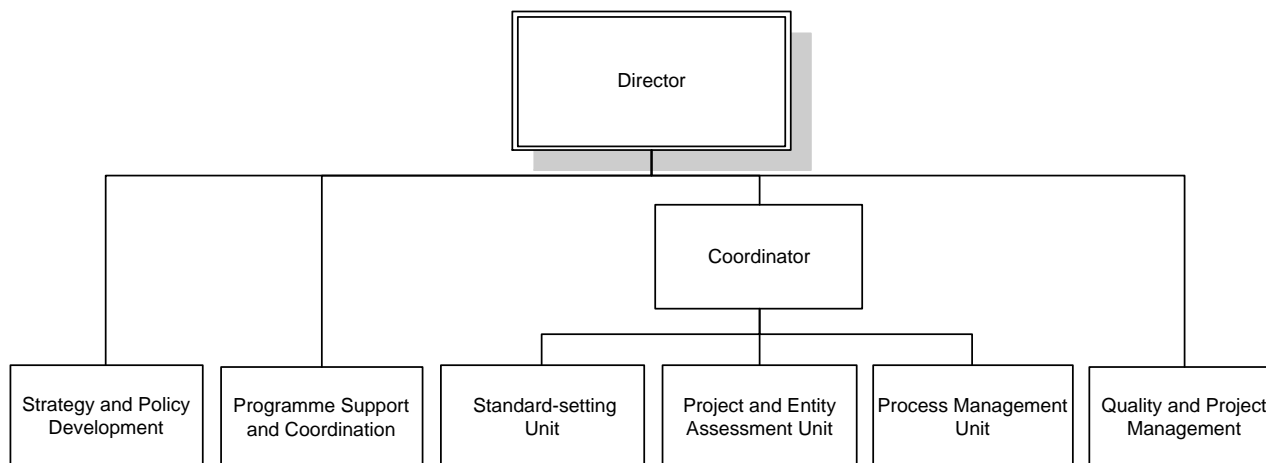 Director
Coordinator
Strategy and Policy
Development
Programme Support
and Coordination
Standard-setting
Unit
Project and Entity
Assessment Unit
Process Management
Unit
Quality and Project
Management